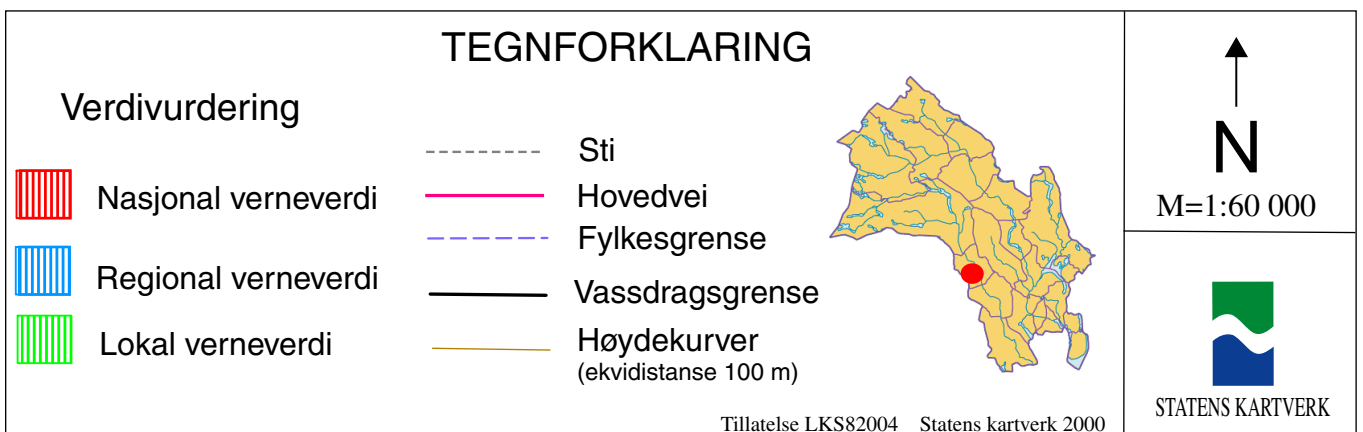 TEGNFORKLARING
Verdivurdering
Nasjonal verneverdi
Regional verneverdi
Lokal verneverdi
Sti
Hovedvei
Fylkesgrense
Vassdragsgrense
Høydekurver
(ekvidistanse 100 m)
Tillatelse LKS82004 Statens kartverk 2000
N
M=1:60 000
STATENS KARTVERK